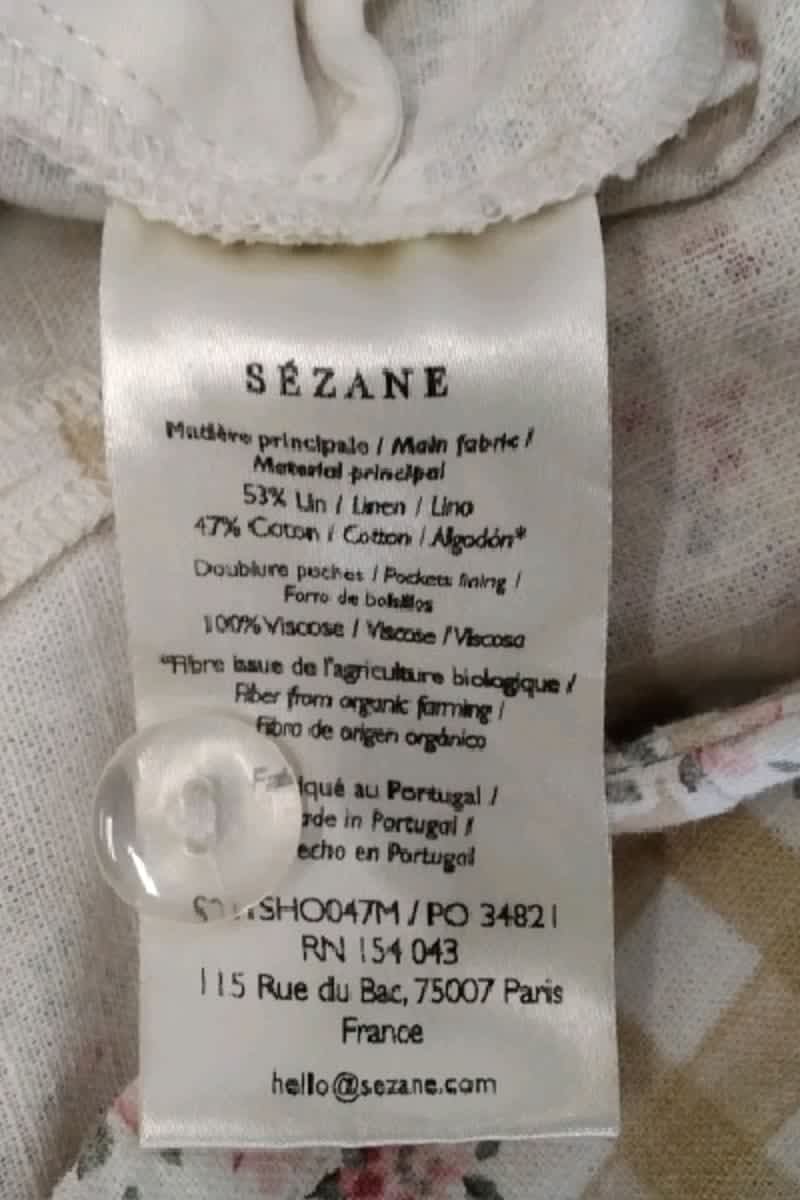 SÉZANE
Matière principale / Main fabric /
Material principal
53% Lin / Linen / Lino
47% Coton / Cotton / Algodón*
Doublure poches / Pockets lining /
Forro de bolsillos
100% Viscose / Viscose / Viscosa
*Fibre issue de l'agriculture biologique /
Fiber from organic farming /
Fibra de origen orgánico
Fabriqué au Portugal /
in Portugal /
en Portugal
/ PO 34821
RN 154 043
115 Rue du Bac, 75007 Paris
France
hello@sezane.com